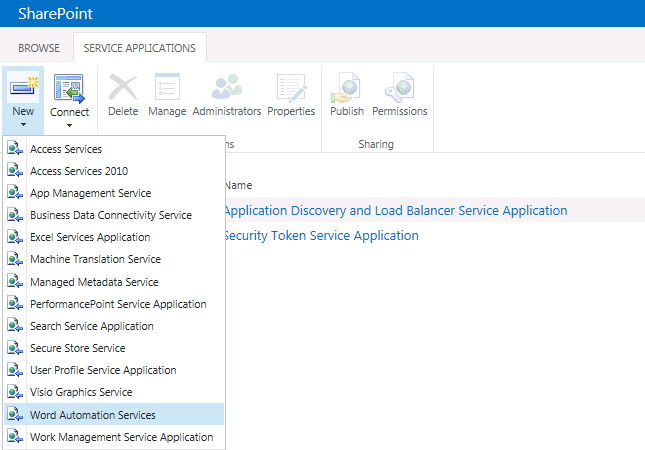 SharePoint
BROWSE SERVICE APPLICATIONS
New Connect Delete Manage Administrators Properties Publish Permissions
ns Sharing
Access Services
Access Services 2010
App Management Service
Name
Business Data Connectivity Service
Application Discovery and Load Balancer Service Application
Excel Services Application
Security Token Service Application
Machine Translation Service
Managed Metadata Service
PerformancePoint Service Application
Search Service Application
Secure Store Service
User Profile Service Application
Visio Graphics Service
Word Automation Services
Work Management Service Application